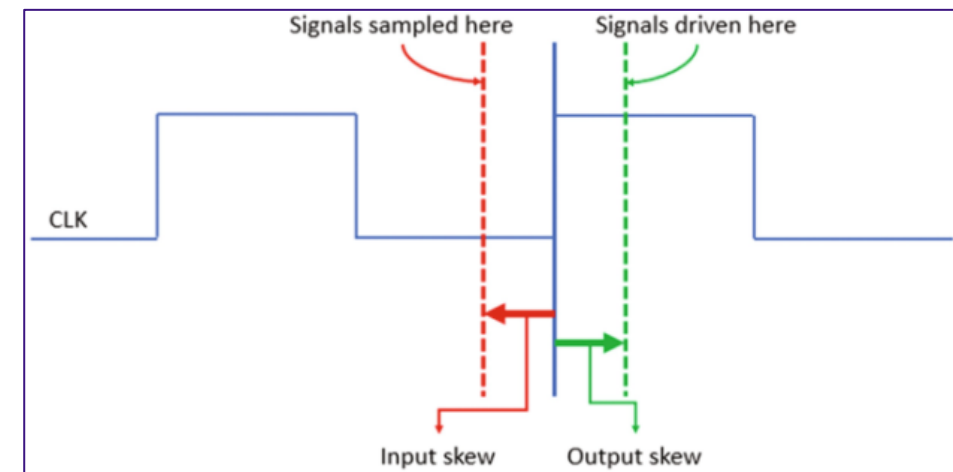 Signals sampled here
Signals driven here
CLK
Input skew
Output skew